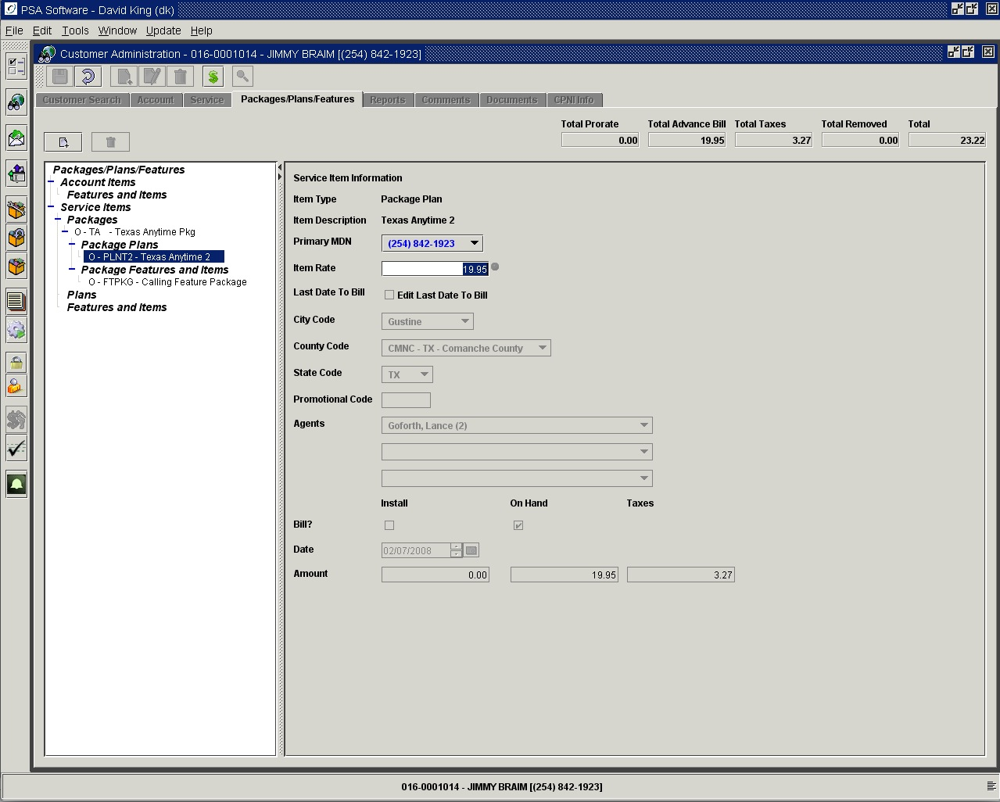 PSA Software - David King (dk)
File Edit Tools Window Update Help
Customer Administration - 016-0001014 - JIMMY BRAIM [(254) 842-1923]
Customer Search Account Service Packages/Plans/Features Reports Comments Documents CPNI Info
Total Prorate Total Advance Bill Total Taxes Total Removed Total
0.00 19.95 3.27 0.00 23.22
Packages/Plans/Features
Account Items
Features and Items
Service Items
Packages
O - TA - Texas Anytime Pkg
Package Plans
O - PLNT2 - Texas Anytime 2
Package Features and Items
O - FTPKG - Calling Feature Package
Plans
Features and Items
Service Item Information
Item Type Package Plan
Item Description Texas Anytime 2
Primary MDN (254) 842-1923
Item Rate 19.95
Last Date To Bill Edit Last Date To Bill
City Code Gustine
County Code CMNC - TX - Comanche County
State Code TX
Promotional Code
Agents Goforth, Lance (2)
Install On Hand Taxes
Bill?
Date 02/07/2008
Amount 0.00 19.95 3.27
016-0001014 - JIMMY BRAIM [(254) 842-1923]